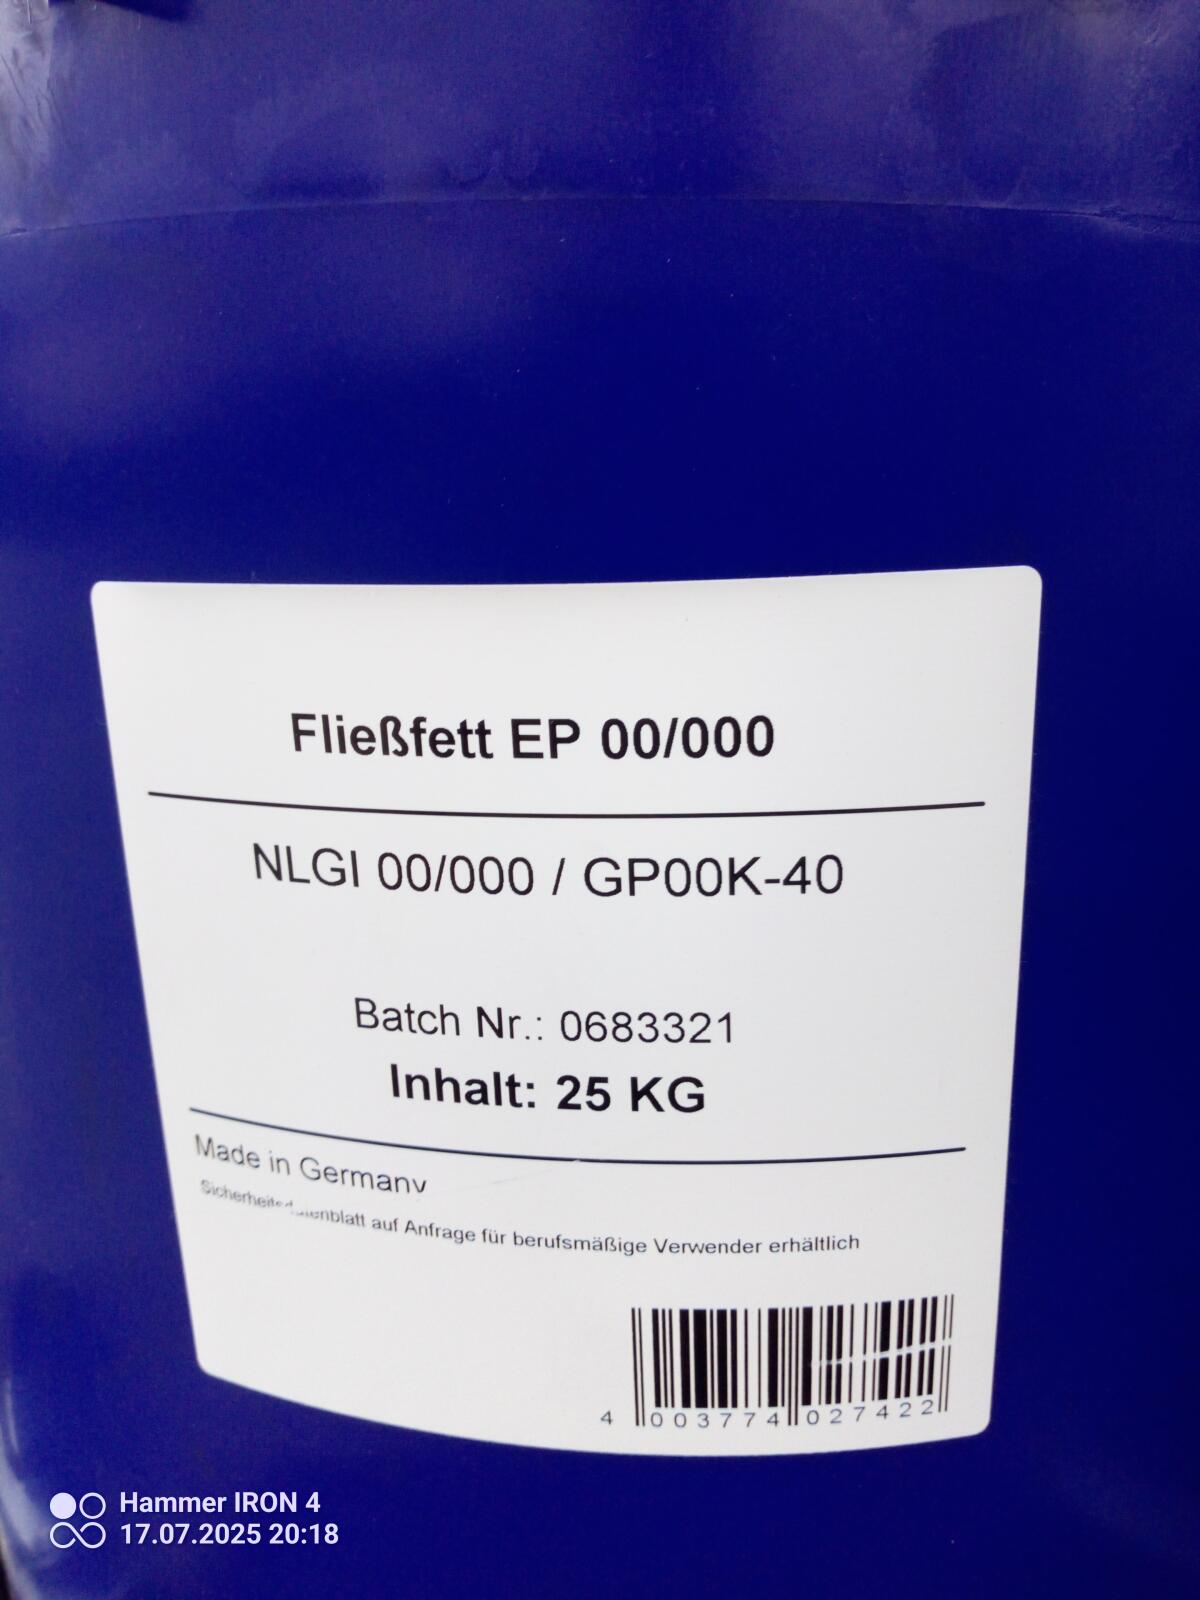 Fließfett EP 00/000
NLGI 00/000 / GP00K-40
Batch Nr.: 0683321
Inhalt: 25 KG
Made in Germany
auf Anfrage für berufsmäßige Verwender erhältlich
4 003774 027422
Hammer IRON 4
17.07.2025 20:18